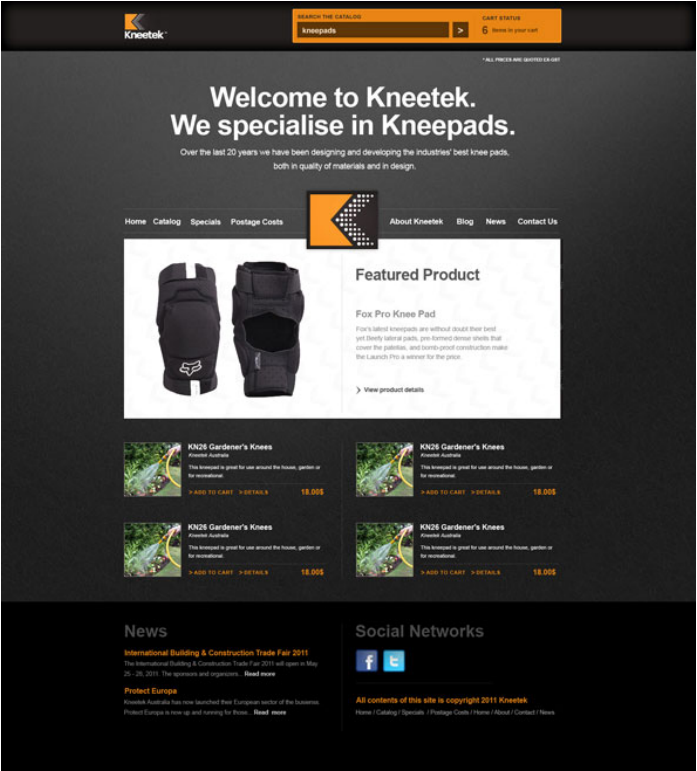 Kneetek
SEARCH THE CATALOG
kneepads
>
CART STATUS
6 items in your cart
* ALL PRICES ARE QUOTED EX-GST
Welcome to Kneetek.
We specialise in Kneepads.
Over the last 20 years we have been designing and developing the industries' best knee pads,
both in quality of materials and in design.
Home Catalog Specials Postage Costs
About Kneetek Blog News Contact Us
Featured Product
Fox Pro Knee Pad
Fox's latest kneepads are without doubt their best
yet Beefy lateral pads, pre-formed dense shells that
cover the patellas, and bomb-proof construction make
the Launch Pro a winner for the price.
> View product details
KN26 Gardener's Knees
Kneetek Australia
This kneepad is great for use around the house, garden or
for recreational.
> ADD TO CART > DETAILS 18.00$
KN26 Gardener's Knees
Kneetek Australia
This kneepad is great for use around the house, garden or
for recreational.
> ADD TO CART > DETAILS 18.00$
KN26 Gardener's Knees
Kneetek Australia
This kneepad is great for use around the house, garden or
for recreational.
> ADD TO CART > DETAILS 18.00$
KN26 Gardener's Knees
Kneetek Australia
This kneepad is great for use around the house, garden or
for recreational.
> ADD TO CART > DETAILS 18.00$
News
International Building & Construction Trade Fair 2011
The International Building & Construction Trade Fair 2011 will open in May
25 - 28, 2011. The sponsors and organizers... Read more
Protect Europa
Kneetek Australia has now launched their European sector of the business.
Protect Europa is now up and running for those... Read more
Social Networks
f t
All contents of this site is copyright 2011 Kneetek
Home / Catalog / Specials / Postage Costs / Home / About / Contact / News